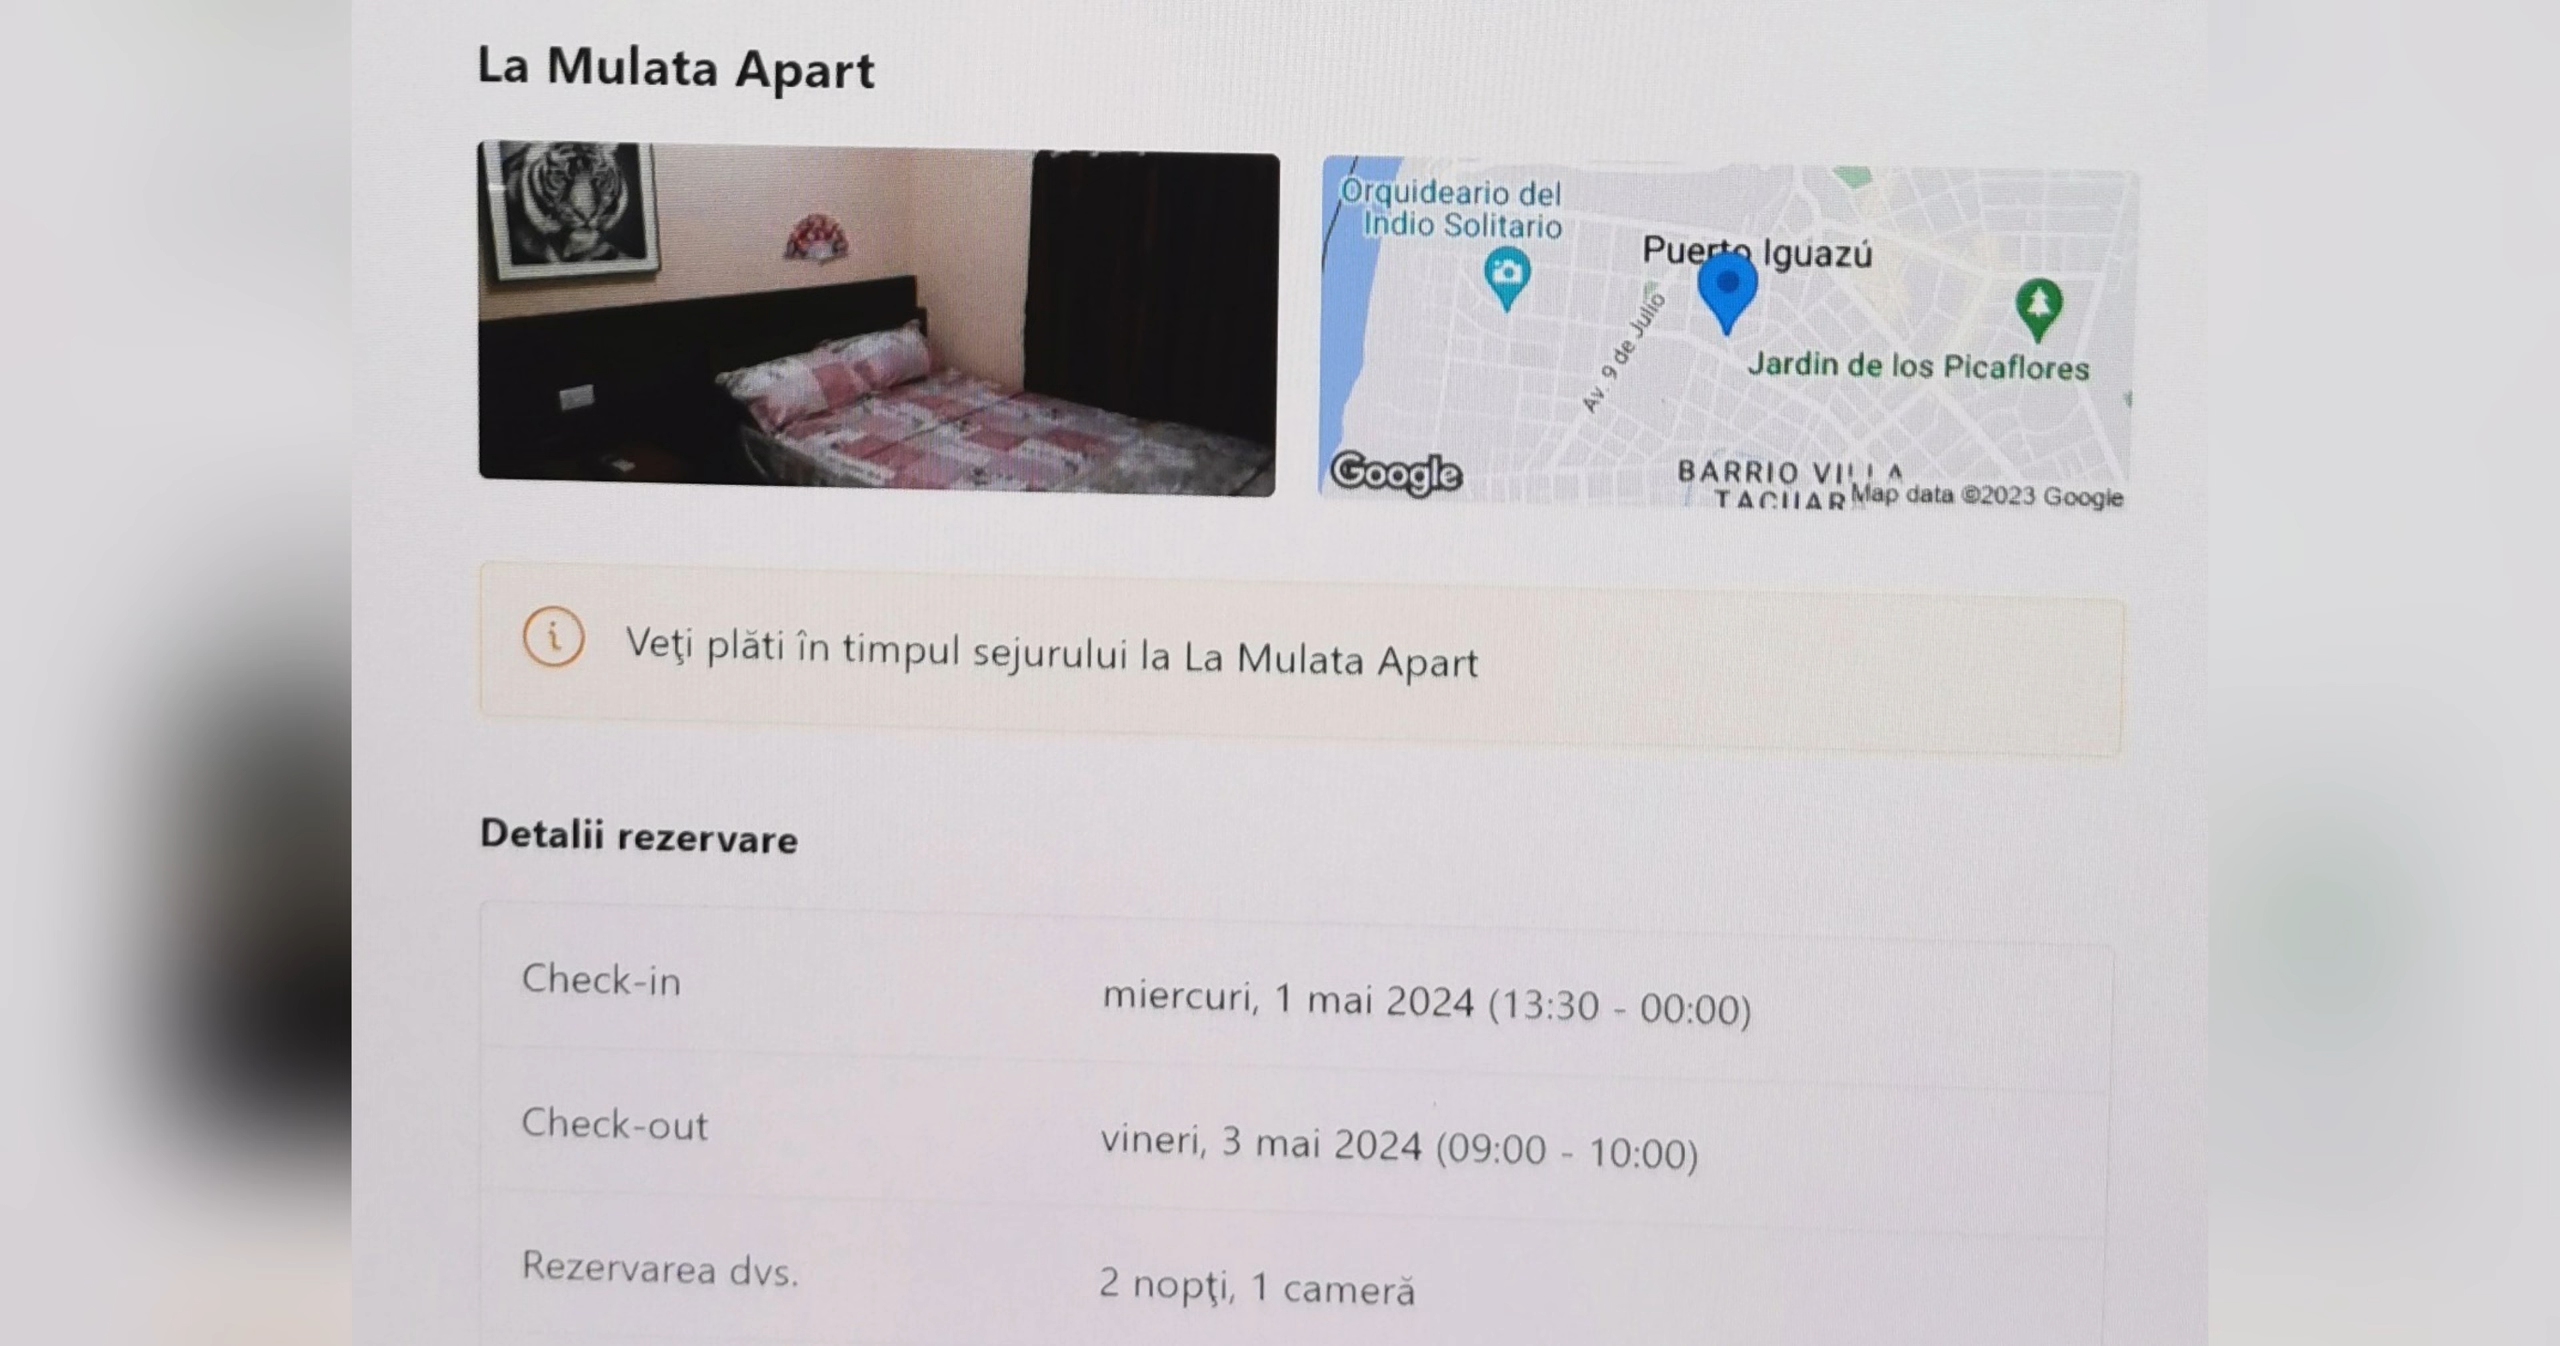 La Mulata Apart
Orquideario del
Indio Solitario
Puerto Iguazú
Av. 9 de Julio
Jardin de los Picaflores
BARRIO VILLA
Google
Map data ©2023 Google
Veţi plăti în timpul sejurului la La Mulata Apart
Detalii rezervare
Check-in
miercuri, 1 mai 2024 (13:30 - 00:00)
Check-out
vineri, 3 mai 2024 (09:00 - 10:00)
Rezervarea dvs.
2 nopţi, 1 cameră